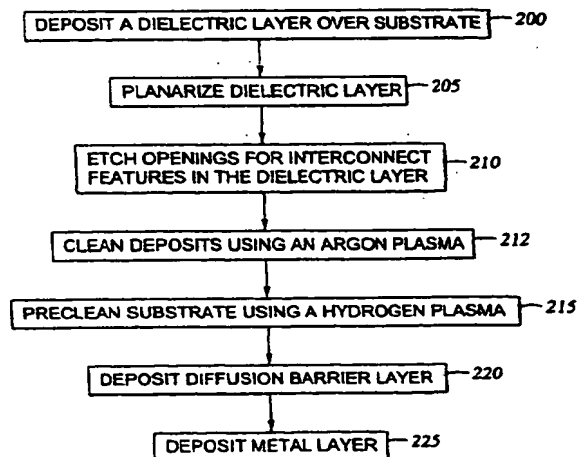 DEPOSIT A DIELECTRIC LAYER OVER SUBSTRATE 200
PLANARIZE DIELECTRIC LAYER 205
ETCH OPENINGS FOR INTERCONNECT
FEATURES IN THE DIELECTRIC LAYER 210
CLEAN DEPOSITS USING AN ARGON PLASMA 212
PRECLEAN SUBSTRATE USING A HYDROGEN PLASMA 215
DEPOSIT DIFFUSION BARRIER LAYER 220
DEPOSIT METAL LAYER 225